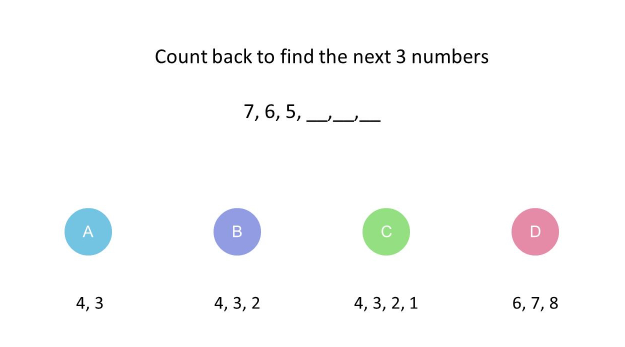 Count back to find the next 3 numbers
7, 6, 5, __,__,__
A B C D
4, 3 4, 3, 2 4, 3, 2, 1 6, 7, 8